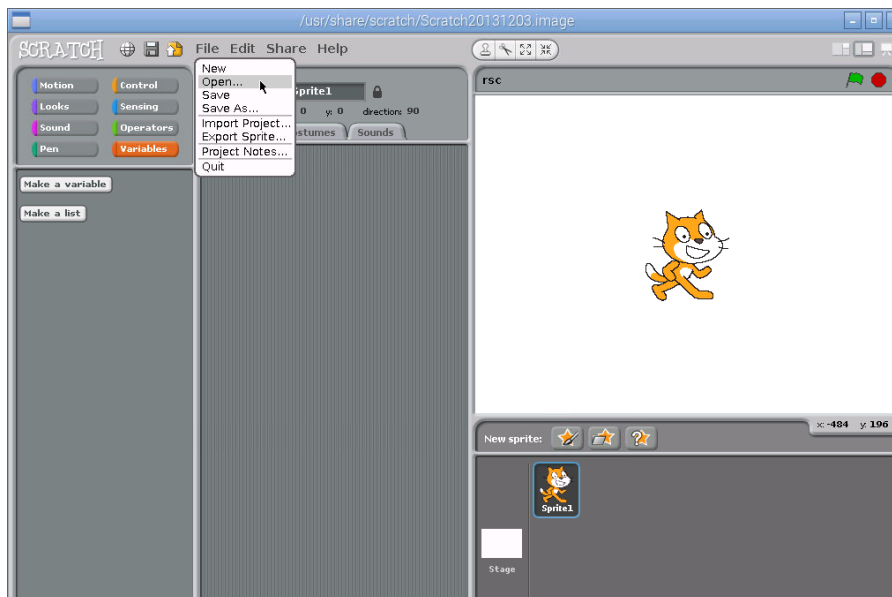 /usr/share/scratch/Scratch20131203.image
SCRATCH File Edit Share Help
New
Open...
Save
Save As...
Import Project...
Export Sprite...
Project Notes...
Quit
Motion Control
Looks Sensing
Sound Operators
Pen Variables
Make a variable
Make a list
Sprite1
0 y: 0 direction: 90
Sounds
rsc
x: -484 y: 196
New sprite:
Sprite1
Stage